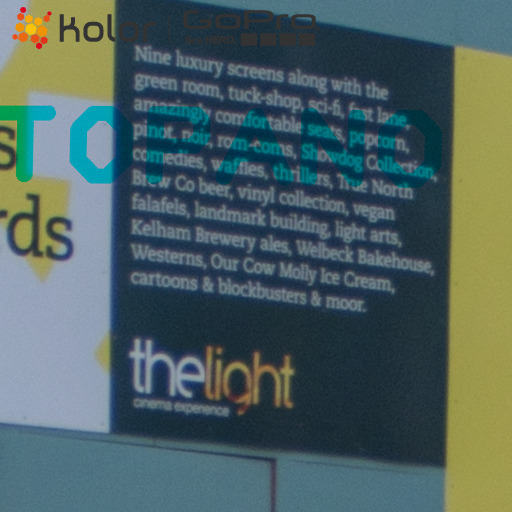 kolor GoPro
TOPANO
s
rds
Nine luxury screens along with the
green room, tuck-shop, sci-fi, fast lane,
amazingly comfortable seats, popcorn,
pinot, noir, rom-coms, Showdog Collection,
comedies, waffles, thrillers, True North
Brew Co beer, vinyl collection, vegan
falafels, landmark building, light arts,
Kelham Brewery ales, Welbeck Bakehouse,
Westerns, Our Cow Molly Ice Cream,
cartoons & blockbusters & moor.
thelight
cinema experience